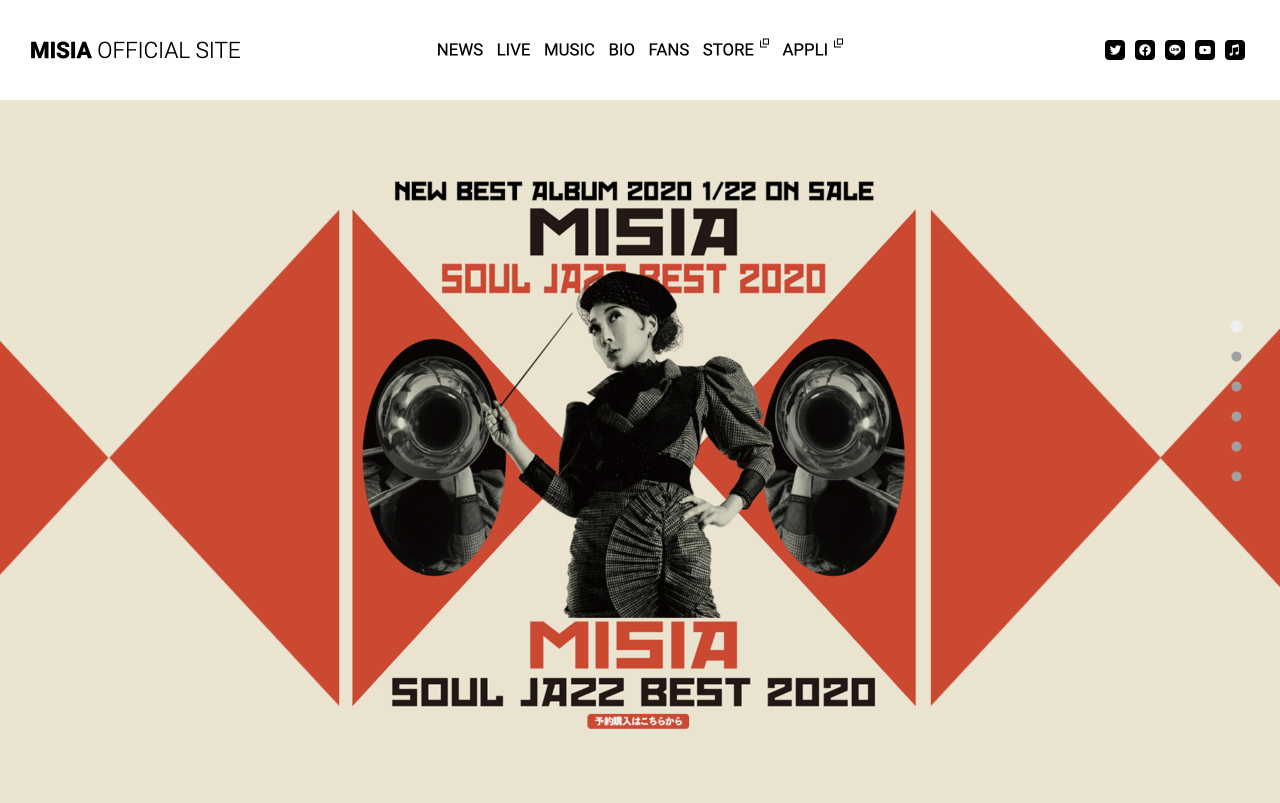 MISIA OFFICIAL SITE
NEWS LIVE MUSIC BIO FANS STORE APPLI
NEW BEST ALBUM 2020 1/22 ON SALE
MISIA
SOUL JAZZ BEST 2020
MISIA
SOUL JAZZ BEST 2020
予約購入はこちらから